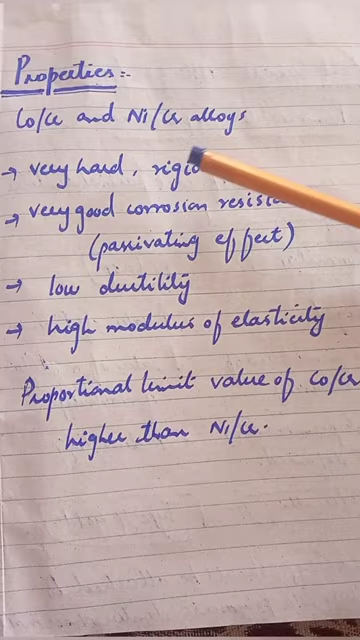 Properties:-
Co/Cr and Ni/Cr alloys
→ very hard, rigid
→ very good corrosion resista
(passivating effect)
→ low ductility
→ high modulus of elasticity
Proportional limit value of Co/Cr
higher than Ni/Cr.